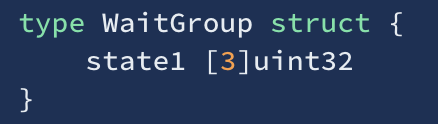 type WaitGroup struct {
    state1 [3]uint32
}